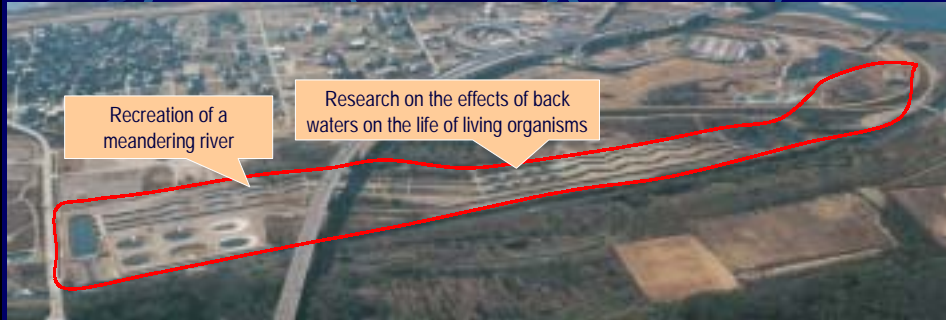 Recreation of a
meandering river
Research on the effects of back
waters on the life of living organisms